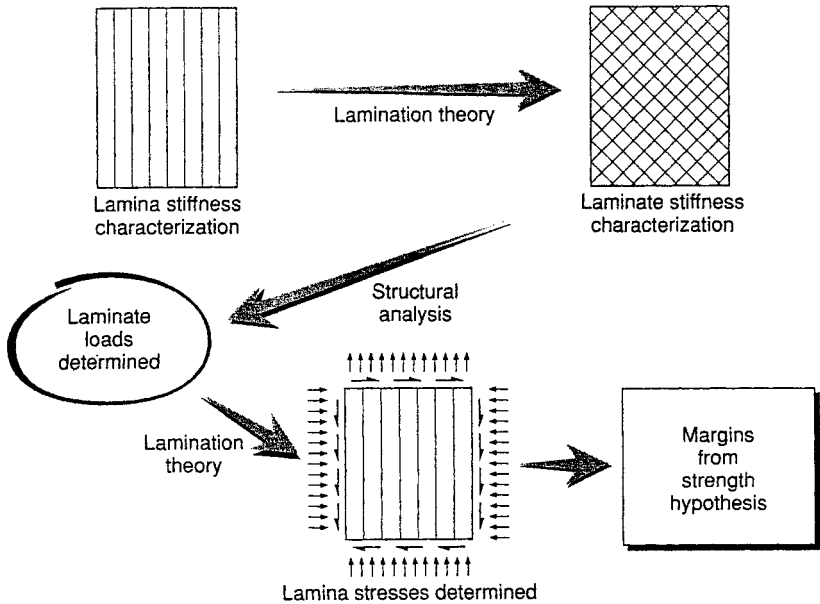 Lamination theory
Lamina stiffness
characterization
Laminate stiffness
characterization
Structural
analysis
Laminate
loads
determined
Lamination
theory
Margins
from
strength
hypothesis
Lamina stresses determined